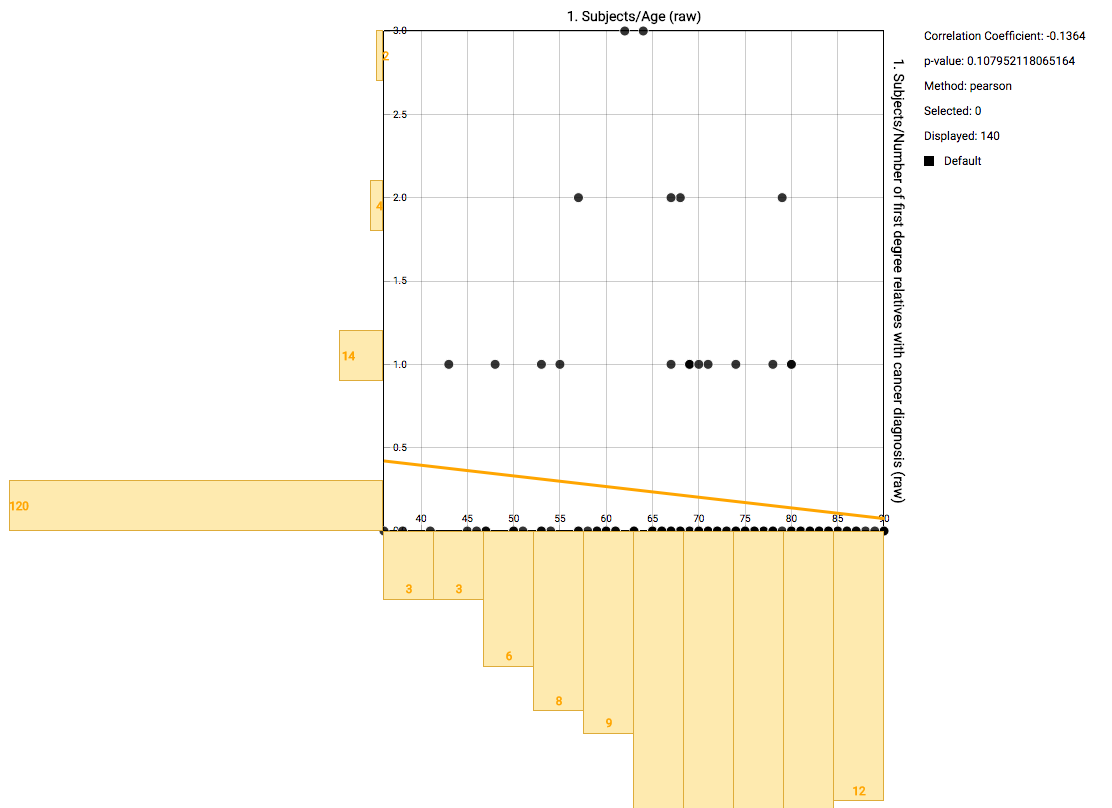 1. Subjects/Age (raw)
Correlation Coefficient: -0.1364
p-value: 0.107952118065164
Method: pearson
Selected: 0
Displayed: 140
Default
1. Subjects/Number of first degree relatives with cancer diagnosis (raw)
3.0
2.5
2.0
1.5
1.0
0.5
2
4
14
120
40 45 50 55 60 65 70 75 80 85 90
3 3 6 8 9 12